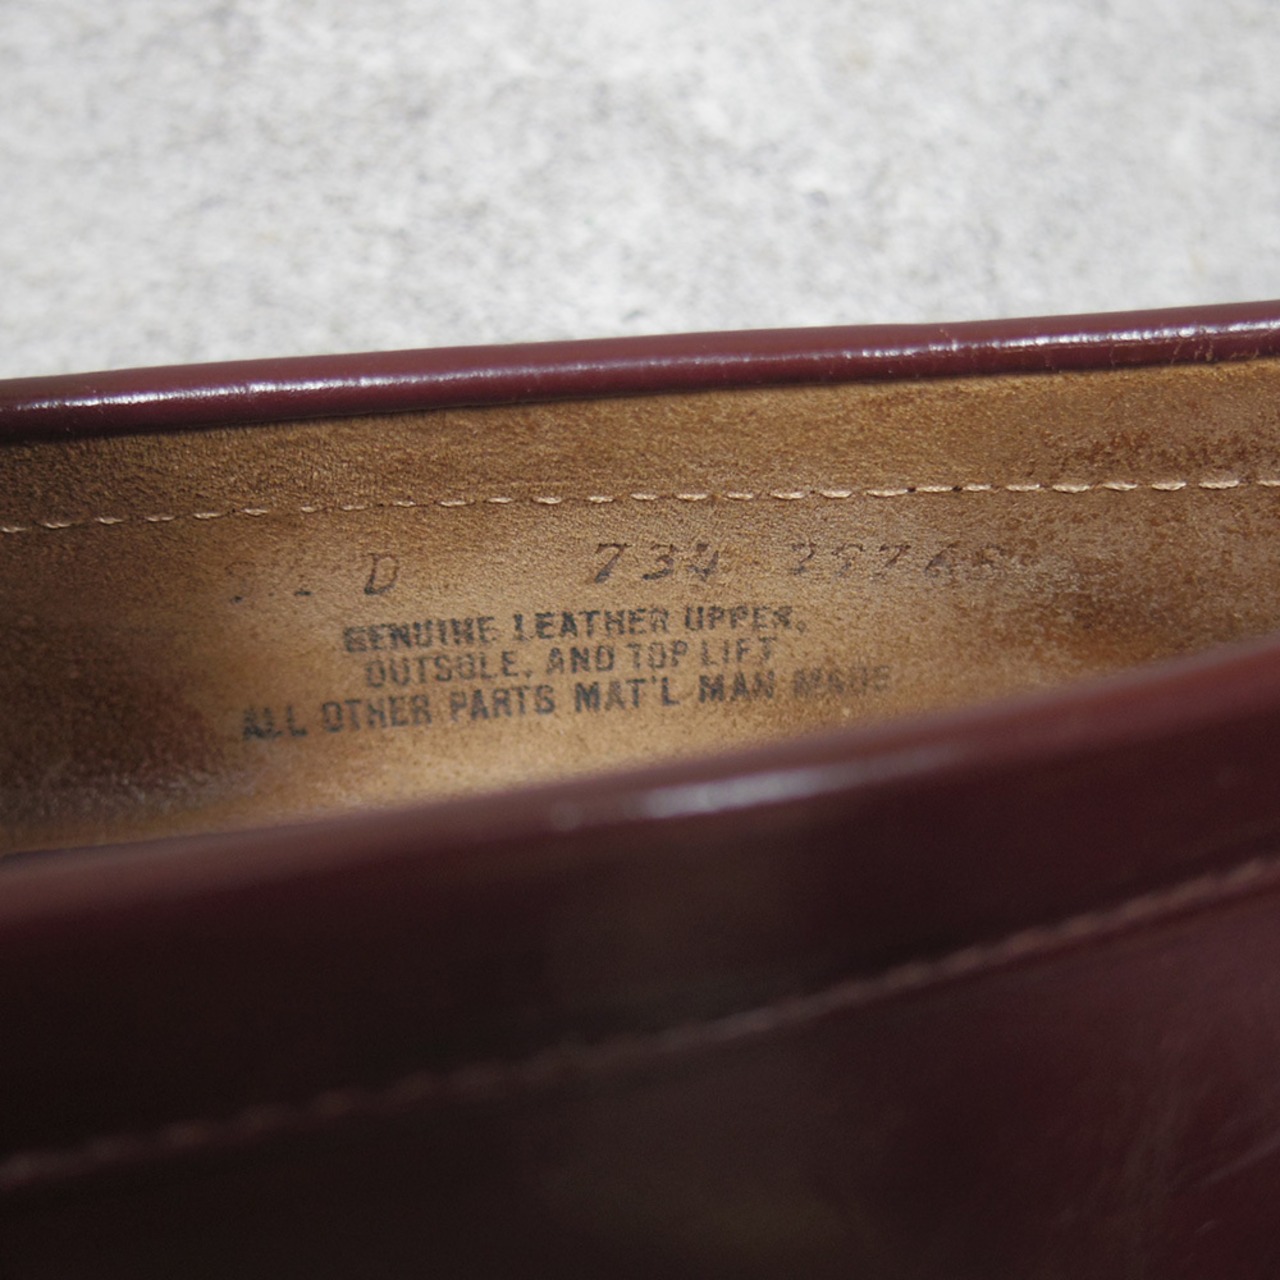 D 734
GENUINE LEATHER UPPER,
OUTSOLE, AND TOP LIFT
ALL OTHER PARTS MAT'L MAN MADE